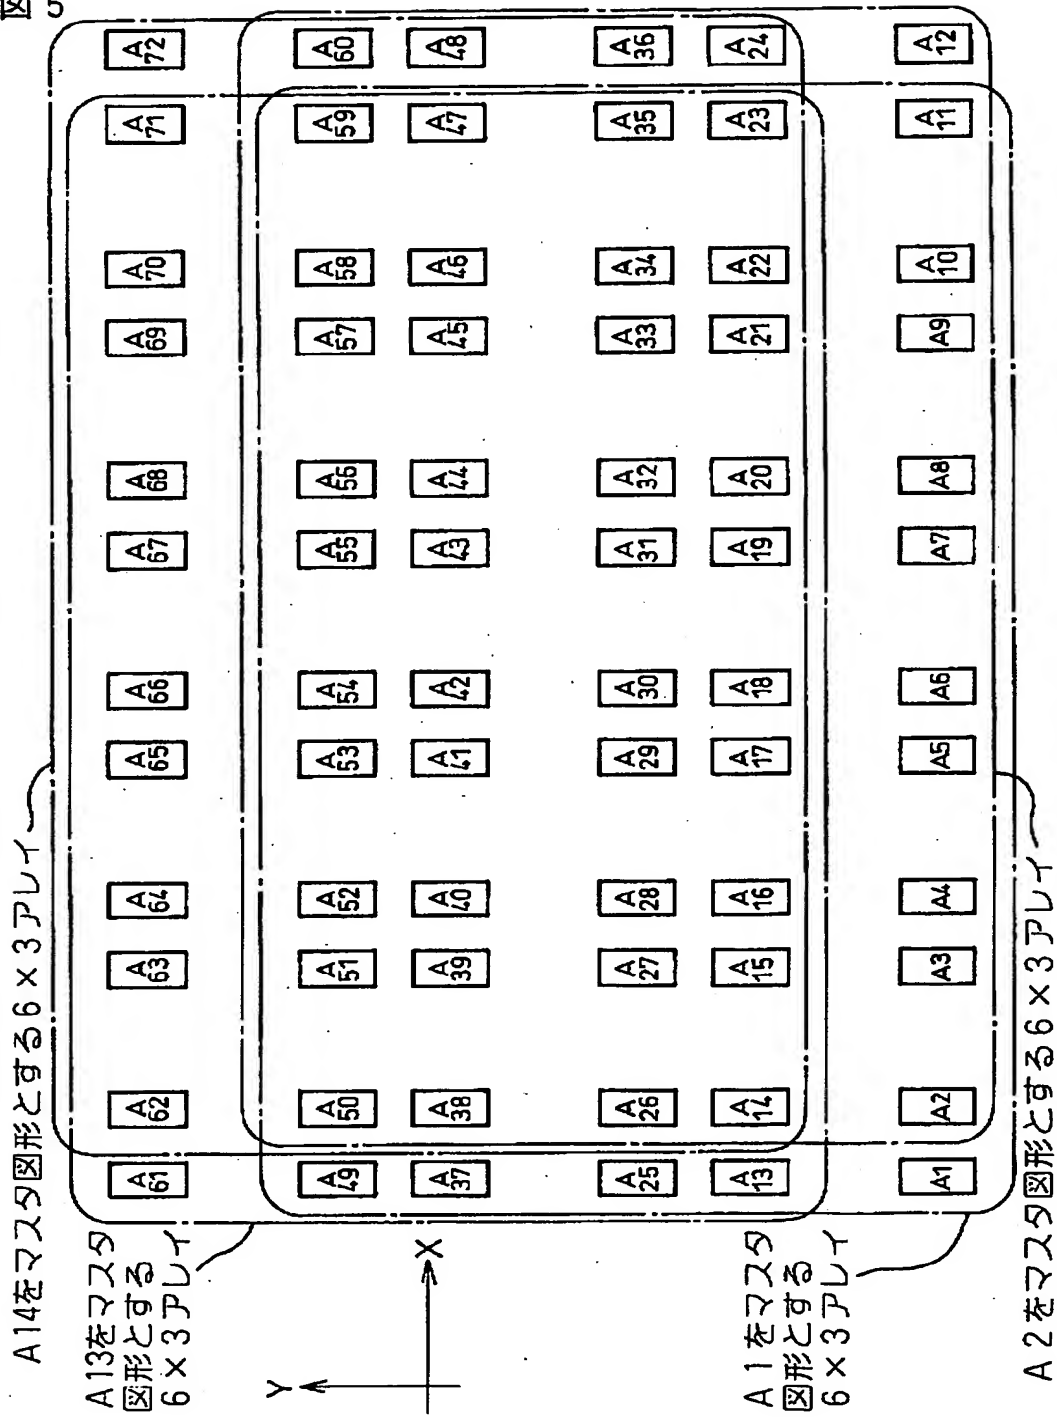 図 5
A14をマスタ図形とする6×3アレイ
A13をマスタ
図形とする
6×3アレイ
A61 A62 A63 A64 A65 A66 A67 A68 A69 A70 A71 A72
A49 A50 A51 A52 A53 A54 A55 A56 A57 A58 A59 A60
A37 A38 A39 A40 A41 A42 A43 A44 A45 A46 A47 A48
Y
X
A25 A26 A27 A28 A29 A30 A31 A32 A33 A34 A35 A36
A13 A14 A15 A16 A17 A18 A19 A20 A21 A22 A23 A24
A1 A2 A3 A4 A5 A6 A7 A8 A9 A10 A11 A12
A1をマスタ
図形とする
6×3アレイ
A2をマスタ図形とする6×3アレイ